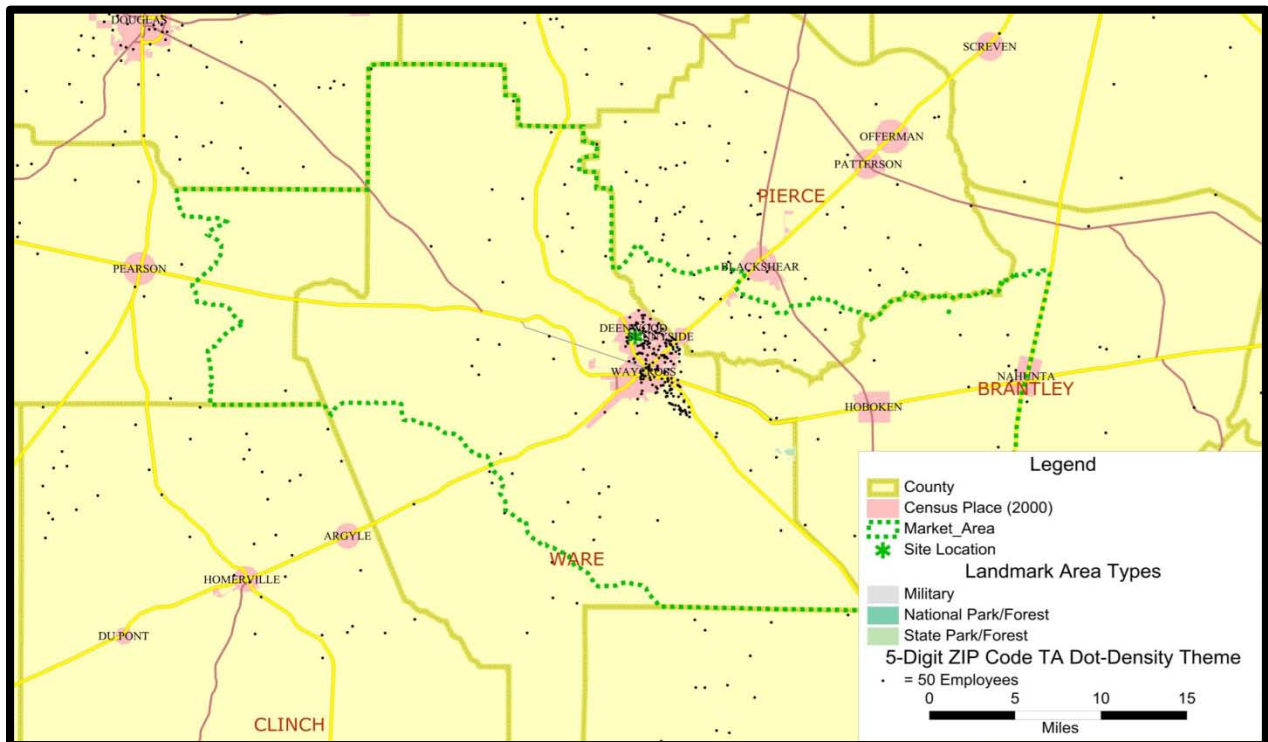 DOUGLAS
SCREVEN
OFFERMAN
PATTERSON
PIERCE
BLACKSHEAR
PEARSON
DEENWOOD
SUNNYSIDE
WAYCROSS
NAHUNTA
BRANTLEY
HOBOKEN
ARGYLE
WARE
HOMERVILLE
DU PONT
CLINCH
Legend
County
Census Place (2000)
Market_Area
Site Location
Landmark Area Types
Military
National Park/Forest
State Park/Forest
5-Digit ZIP Code TA Dot-Density Theme
= 50 Employees
0 5 10 15
Miles